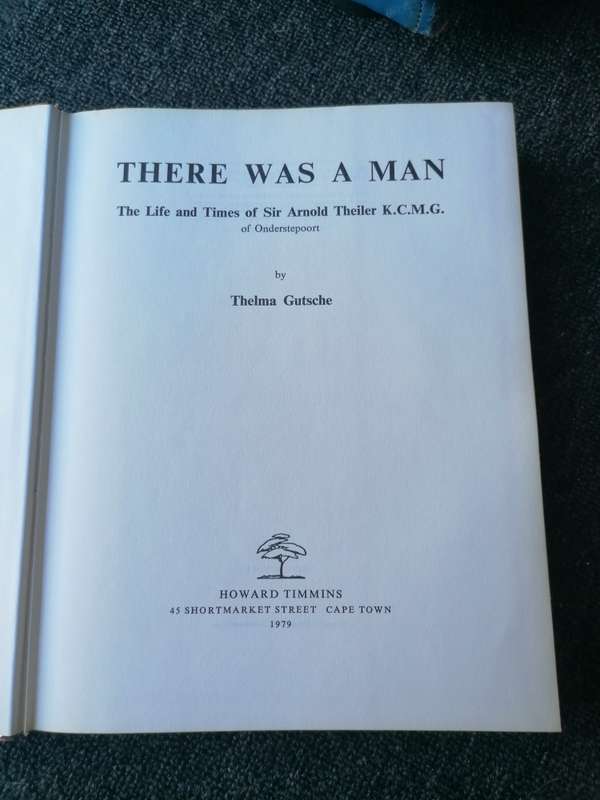 THERE WAS A MAN
The Life and Times of Sir Arnold Theiler K.C.M.G.
of Onderstepoort
by
Thelma Gutsche
HOWARD TIMMINS
45 SHORTMARKET STREET CAPE TOWN
1979